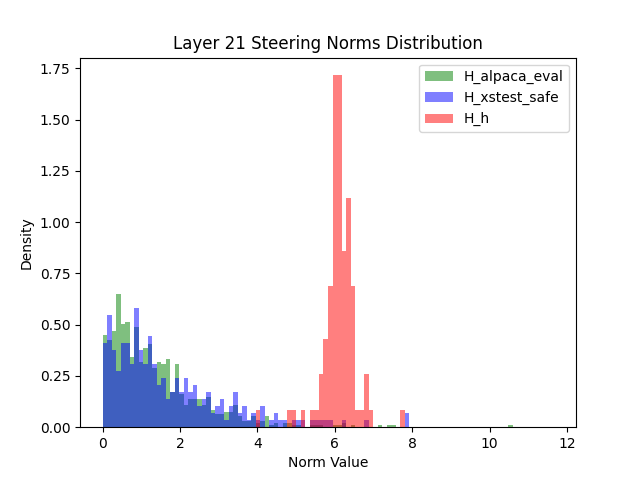 Layer 21 Steering Norms Distribution
H_alpaca_eval
H_xstest_safe
H_h
Density
1.75
1.50
1.25
1.00
0.75
0.50
0.25
0.00
0 2 4 6 8 10 12
Norm Value